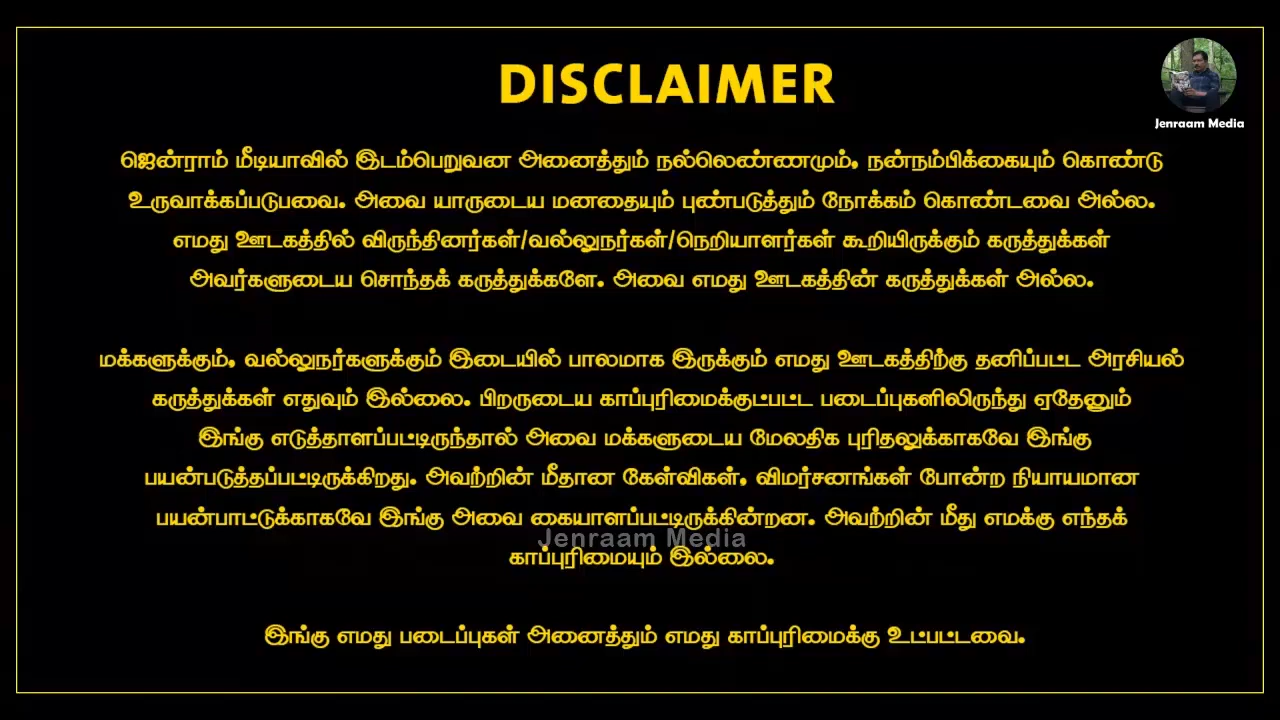 DISCLAIMER
Jenraam Media
ஜென்ராம் மீடியாவில் இடம்பெறுவன அனைத்தும் நல்லெண்ணமும், நன்நம்பிக்கையும் கொண்டு
உருவாக்கப்படுபவை. அவை யாருடைய மனதையும் புண்படுத்தும் நோக்கம் கொண்டவை அல்ல.
எமது ஊடகத்தில் விருந்தினர்கள்/வல்லுநர்கள்/நெறியாளர்கள் கூறியிருக்கும் கருத்துக்கள்
அவர்களுடைய சொந்தக் கருத்துக்களே. அவை எமது ஊடகத்தின் கருத்துக்கள் அல்ல.
மக்களுக்கும், வல்லுநர்களுக்கும் இடையில் பாலமாக இருக்கும் எமது ஊடகத்திற்கு தனிப்பட்ட அரசியல்
கருத்துக்கள் எதுவும் இல்லை. பிறருடைய காப்புரிமைக்குட்பட்ட படைப்புகளிலிருந்து ஏதேனும்
இங்கு எடுத்தாளப்பட்டிருந்தால் அவை மக்களுடைய மேலதிக புரிதலுக்காகவே இங்கு
பயன்படுத்தப்பட்டிருக்கிறது. அவற்றின் மீதான கேள்விகள், விமர்சனங்கள் போன்ற நியாயமான
பயன்பாட்டுக்காகவே இங்கு அவை கையாளப்பட்டிருக்கின்றன. அவற்றின் மீது எமக்கு எந்தக்
Jenraam Media
காப்புரிமையும் இல்லை.
இங்கு எமது படைப்புகள் அனைத்தும் எமது காப்புரிமைக்கு உட்பட்டவை.